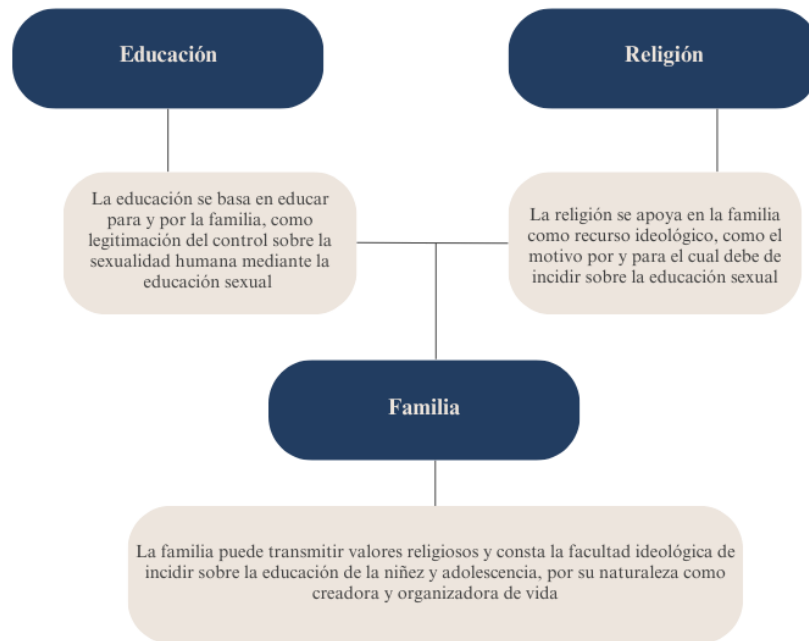 Educación
Religión
La educación se basa en educar
para y por la familia, como
legitimación del control sobre la
sexualidad humana mediante la
educación sexual
La religión se apoya en la familia
como recurso ideológico, como el
motivo por y para el cual debe de
incidir sobre la educación sexual
Familia
La familia puede transmitir valores religiosos y consta la facultad ideológica de
incidir sobre la educación de la niñez y adolescencia, por su naturaleza como
creadora y organizadora de vida